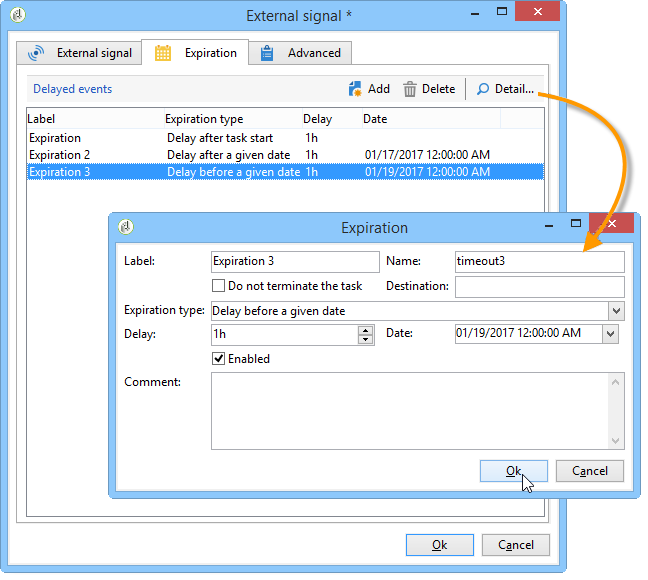 External signal *
External signal Expiration Advanced
Delayed events Add Delete Detail...
Label Expiration type Delay Date
Expiration Delay after task start 1h
Expiration 2 Delay after a given date 1h 01/17/2017 12:00:00 AM
Expiration 3 Delay before a given date 1h 01/19/2017 12:00:00 AM
Expiration
Label: Expiration 3 Name: timeout3
Do not terminate the task Destination:
Expiration type: Delay before a given date
Delay: 1h Date: 01/19/2017 12:00:00 AM
Enabled
Comment:
Ok Cancel
Ok Cancel